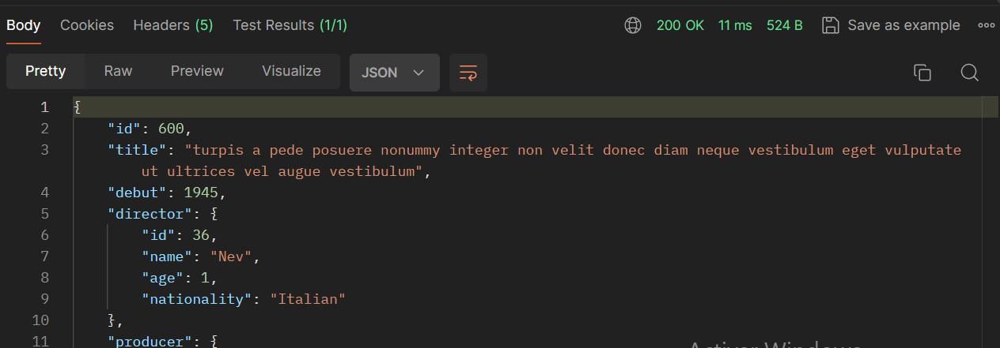 Body Cookies Headers (5) Test Results (1/1) 200 OK 11 ms 524 B Save as example
Pretty Raw Preview Visualize JSON
1 {
2 "id": 600,
3 "title": "turpis a pede posuere nonummy integer non velit donec diam neque vestibulum eget vulputate
ut ultrices vel augue vestibulum",
4 "debut": 1945,
5 "director": {
6 "id": 36,
7 "name": "Nev",
8 "age": 1,
9 "nationality": "Italian"
10 },
11 "producer": {
Activer Windows